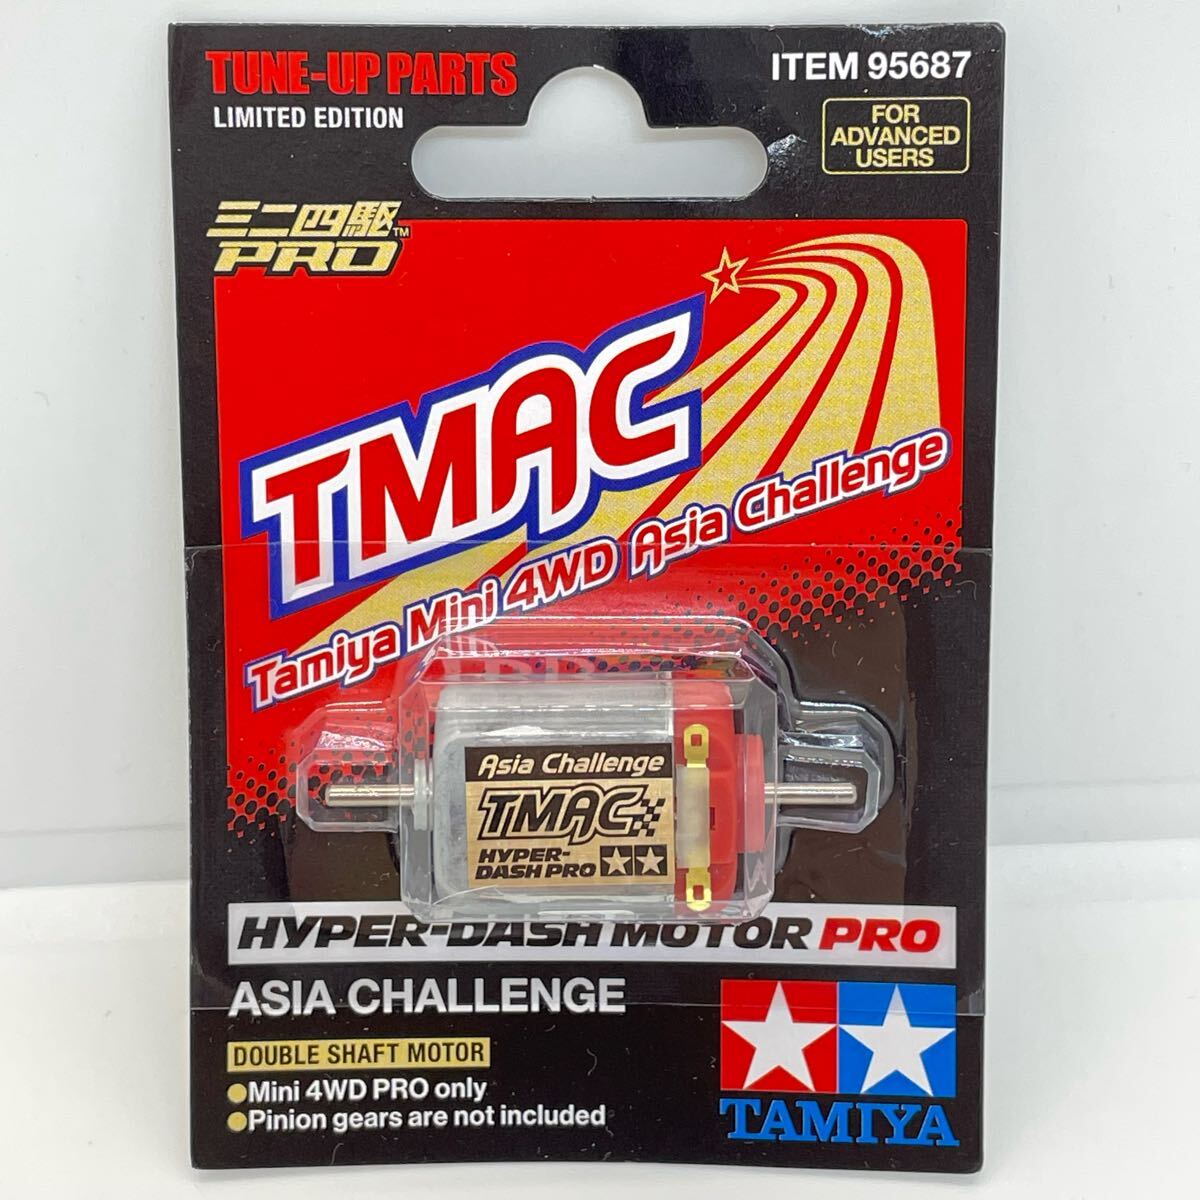 TUNE-UP PARTS
LIMITED EDITION
ITEM 95687
FOR
ADVANCED
USERS
ミニ四駆™
PRO
TMAC
Tamiya Mini 4WD Asia Challenge
Asia Challenge
TMAC
HYPER-
DASH PRO
HYPER-DASH MOTOR PRO
ASIA CHALLENGE
DOUBLE SHAFT MOTOR
●Mini 4WD PRO only
●Pinion gears are not included
TAMIYA